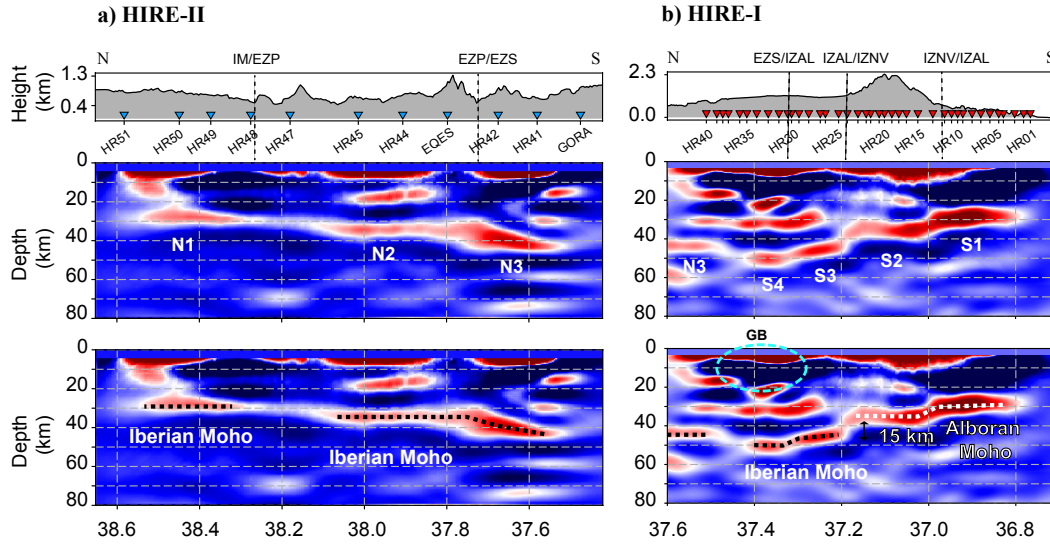 a) HIRE-II
b) HIRE-I
N IM/EZP EZP/EZS S
N EZS/IZAL IZAL/IZNV IZNV/IZAL S
Height (km)
1.3
0.4
2.3
0.0
HR51 HR50 HR49 HR48 HR47 HR45 HR44 EQES HR42 HR41 GORA
HR40 HR35 HR30 HR25 HR20 HR15 HR10 HR05 HR01
Depth (km)
0
20
40
60
80
N1 N2 N3
0
20
40
60
80
N3 S4 S3 S2 S1
Depth (km)
0
20
40
60
80
Iberian Moho
Iberian Moho
0
20
40
60
80
GB
15 km
Alboran Moho
Iberian Moho
38.6 38.4 38.2 38.0 37.8 37.6
37.6 37.4 37.2 37.0 36.8